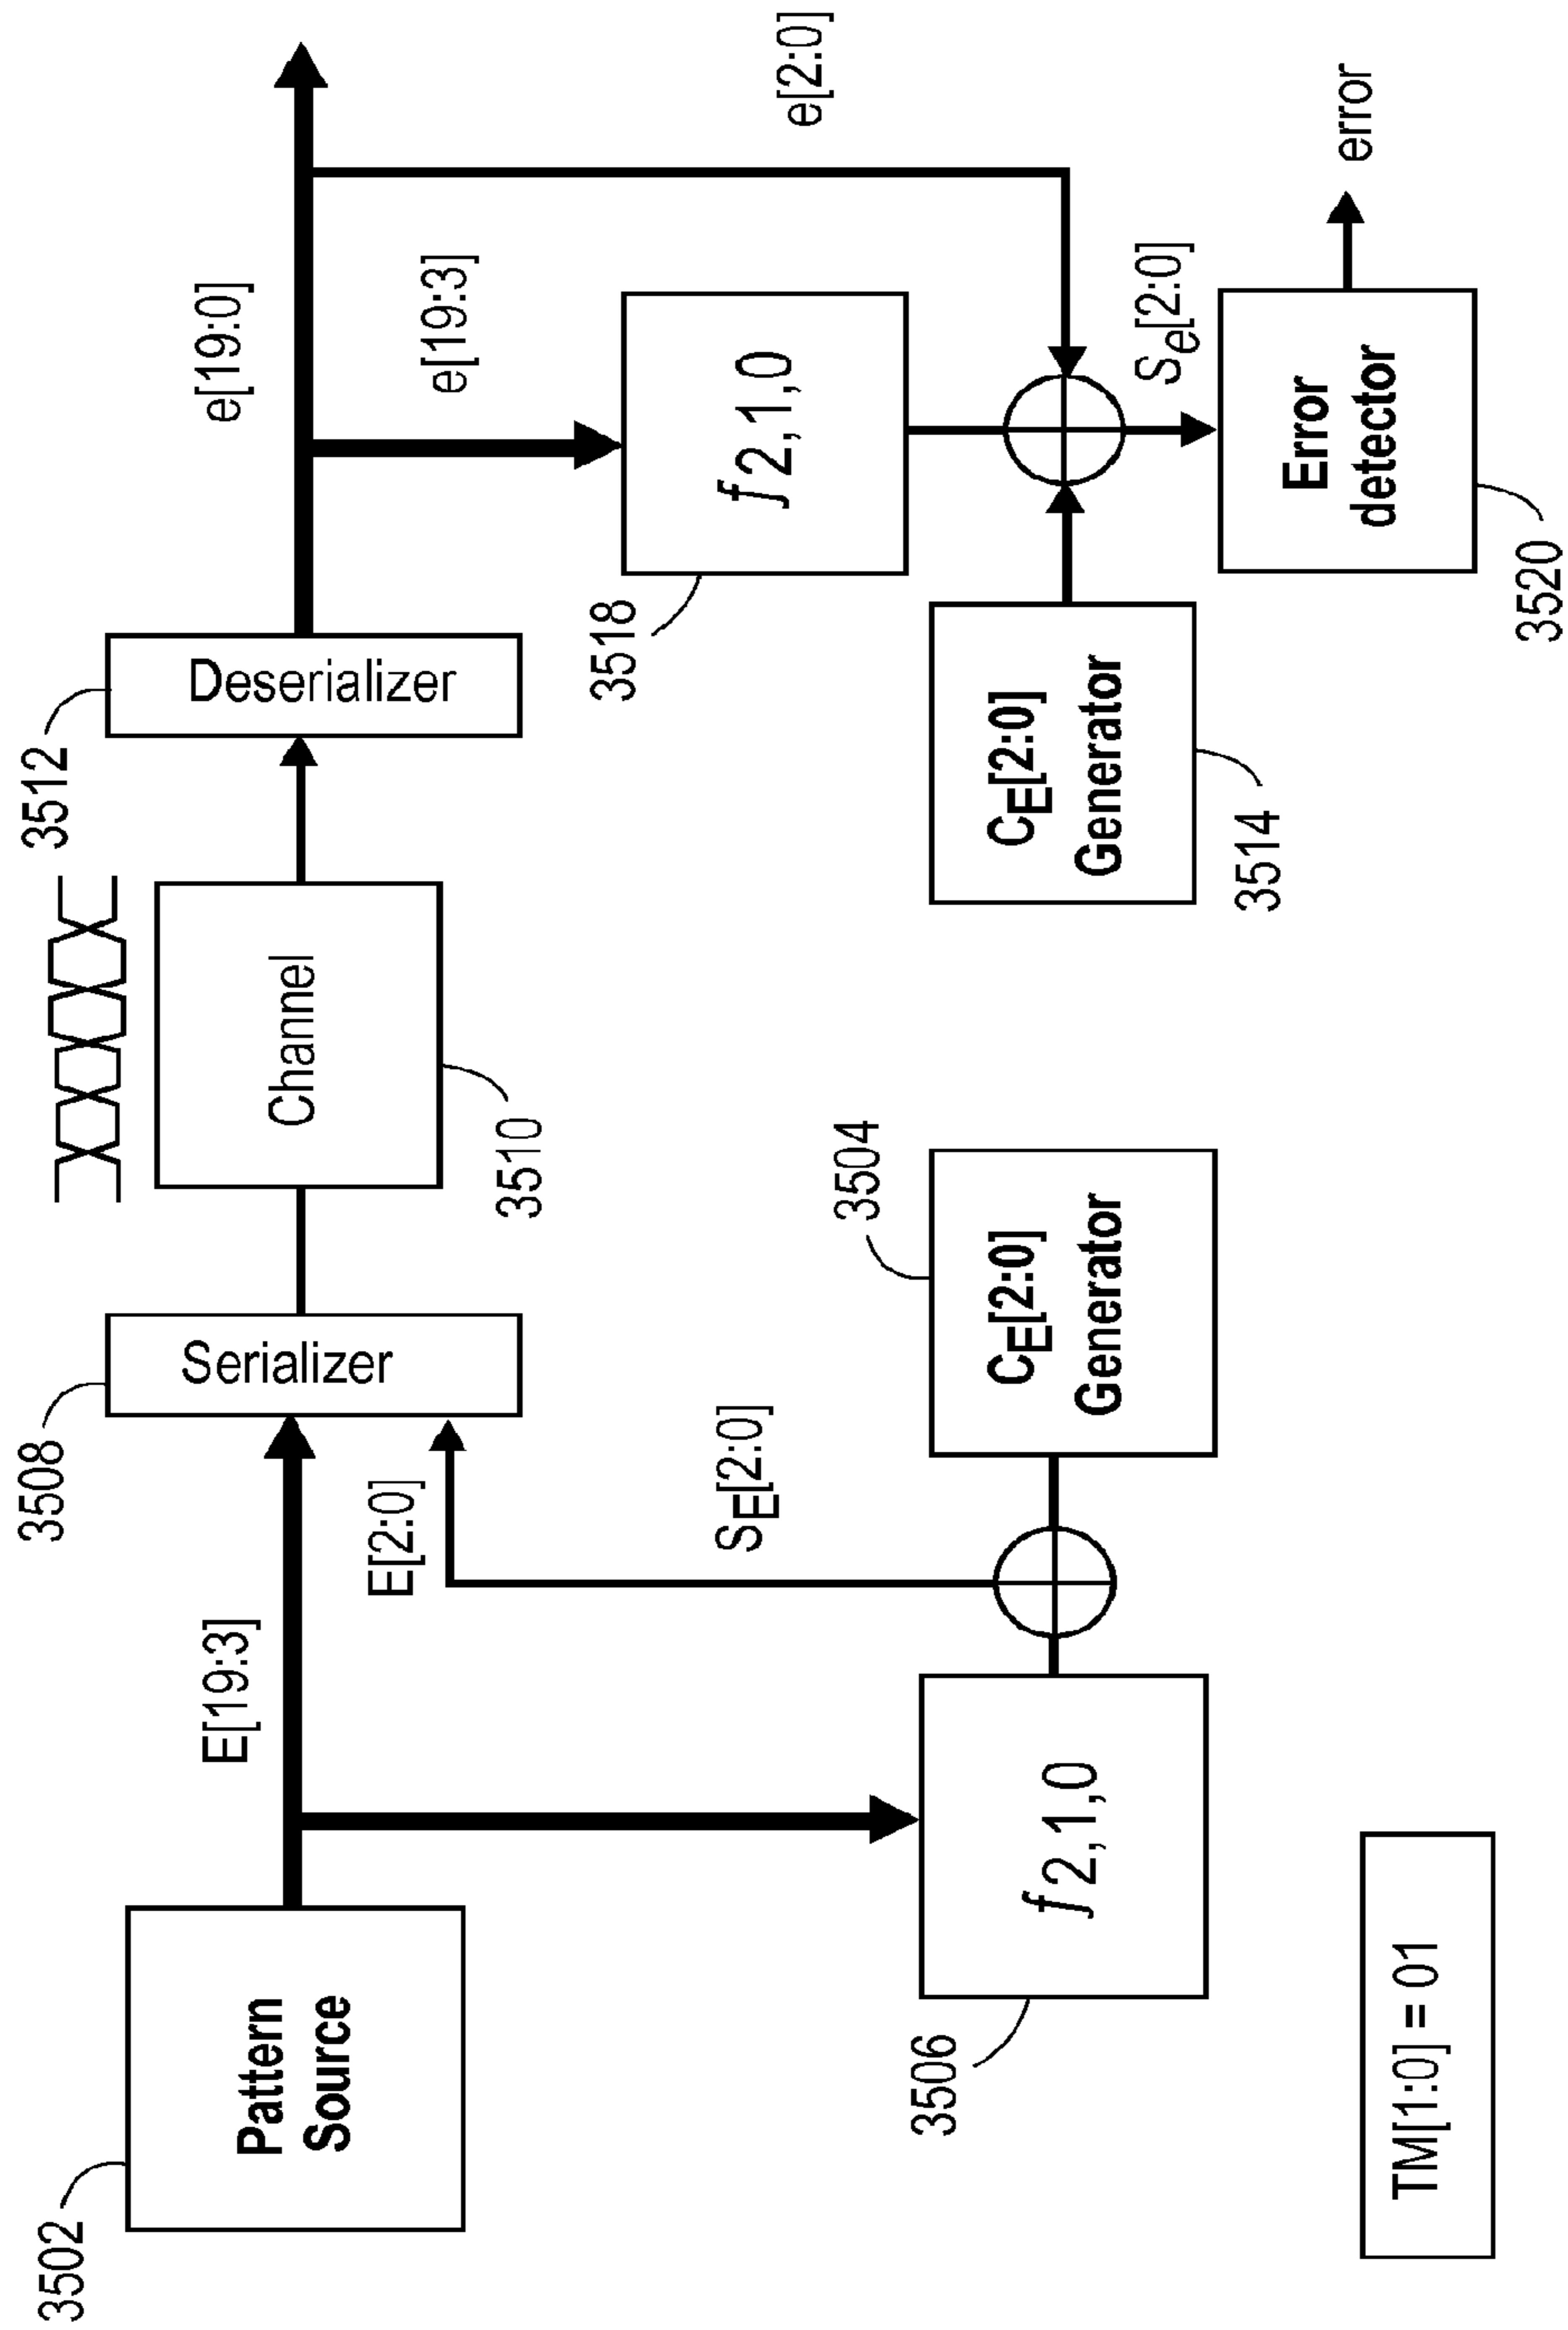 3502
Pattern
Source
E[19:3]
3508
Serializer
E[2:0]
SE[2:0]
3506
f2,1,0
3504
CE[2:0]
Generator
TM[1:0] = 01
3510
Channel
3512
Deserializer
e[19:0]
e[19:3]
e[2:0]
3518
f2,1,0
3514
CE[2:0]
Generator
Se[2:0]
Error
detector
3520
error